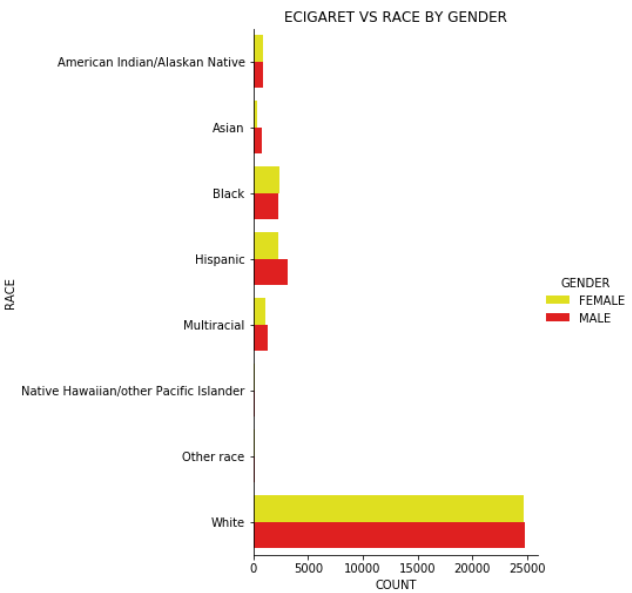 ECIGARET VS RACE BY GENDER
American Indian/Alaskan Native
Asian
Black
Hispanic
Multiracial
Native Hawaiian/other Pacific Islander
Other race
White
RACE
0 5000 10000 15000 20000 25000
COUNT
GENDER
FEMALE
MALE